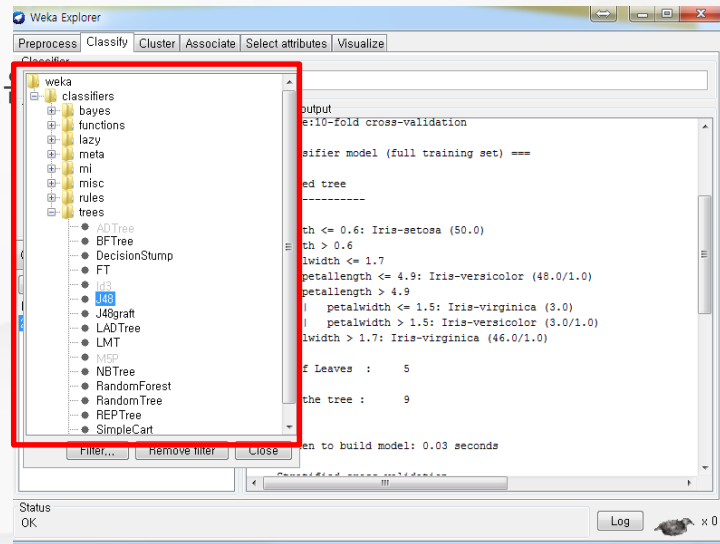 Weka Explorer
Preprocess Classify Cluster Associate Select attributes Visualize
Classifier
weka
classifiers
bayes
functions
lazy
meta
mi
misc
rules
trees
ADTree
BFTree
DecisionStump
FT
Id3
J48
J48graft
LADTree
LMT
M5P
NBTree
RandomForest
RandomTree
REPTree
SimpleCart
Filter... Remove filter Close
output
e:10-fold cross-validation
sifier model (full training set) ===
ed tree
----------
th <= 0.6: Iris-setosa (50.0)
th > 0.6
lwidth <= 1.7
petallength <= 4.9: Iris-versicolor (48.0/1.0)
petallength > 4.9
| petalwidth <= 1.5: Iris-virginica (3.0)
| petalwidth > 1.5: Iris-versicolor (3.0/1.0)
lwidth > 1.7: Iris-virginica (46.0/1.0)
f Leaves : 5
the tree : 9
en to build model: 0.03 seconds
Stratified cross-validation
Status
OK
Log
x 0